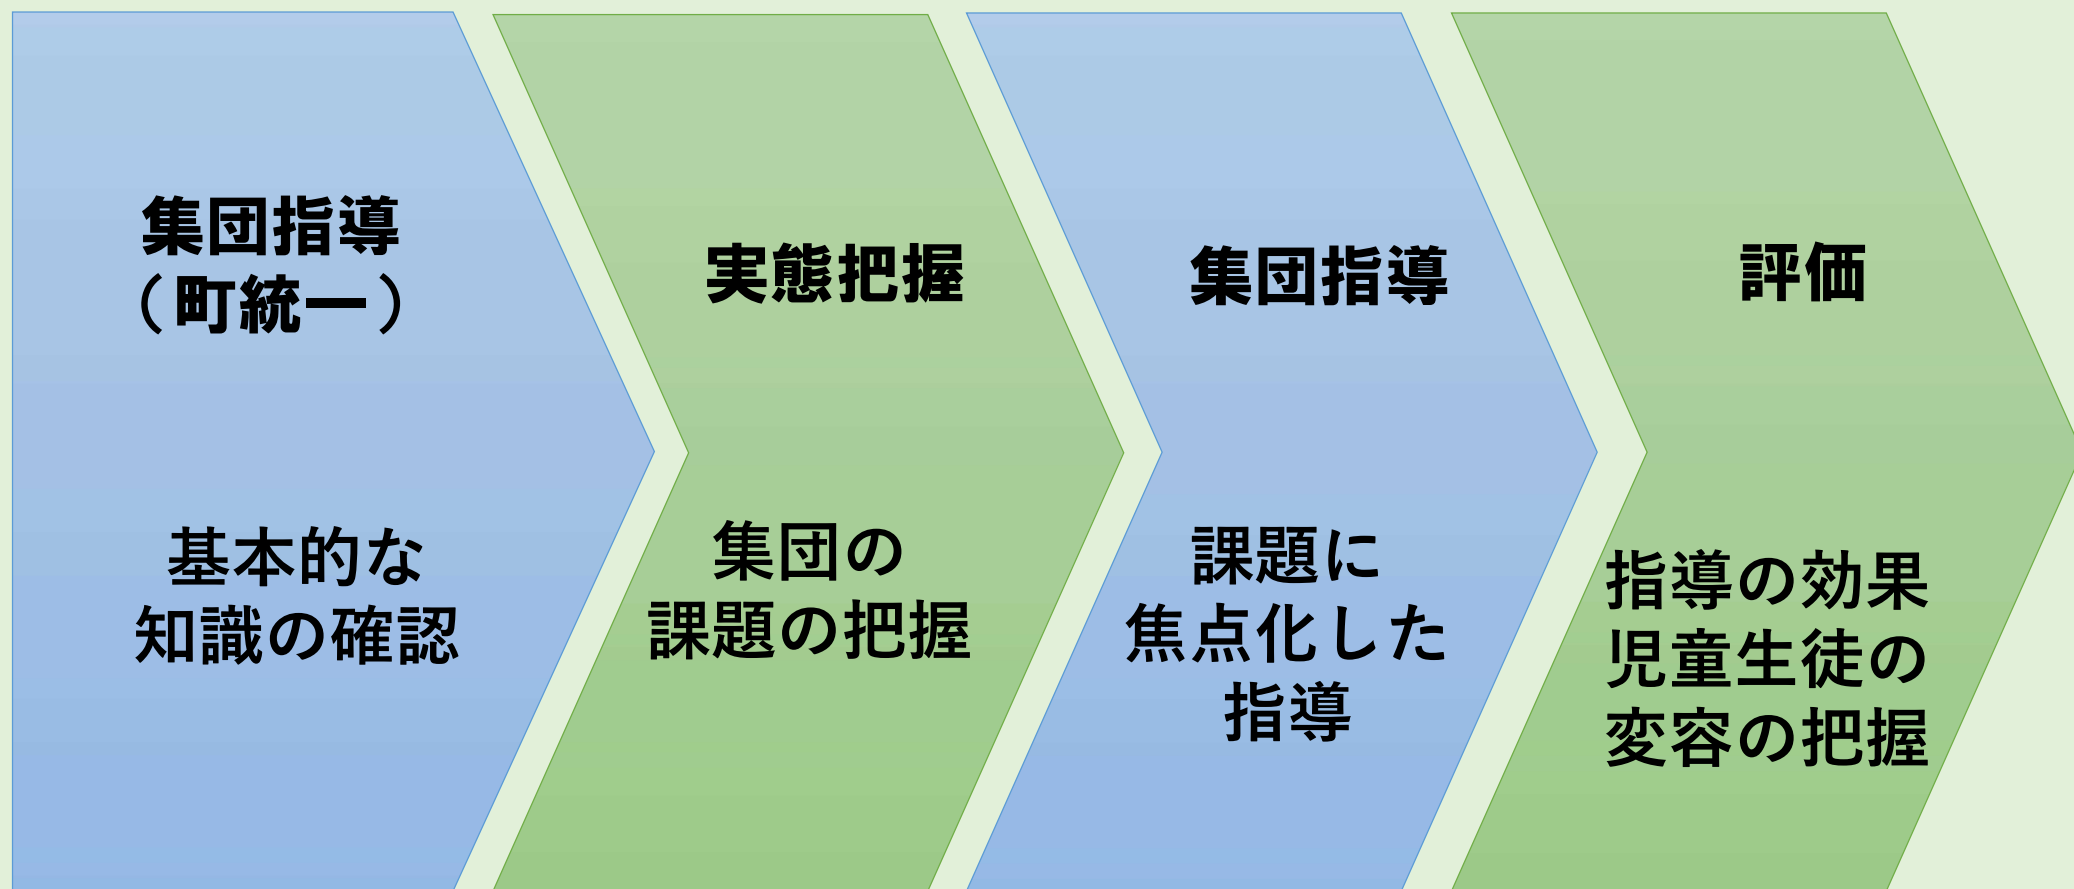 集団指導
（町統一）
基本的な
知識の確認
実態把握
集団の
課題の把握
集団指導
課題に
焦点化した
指導
評価
指導の効果
児童生徒の
変容の把握